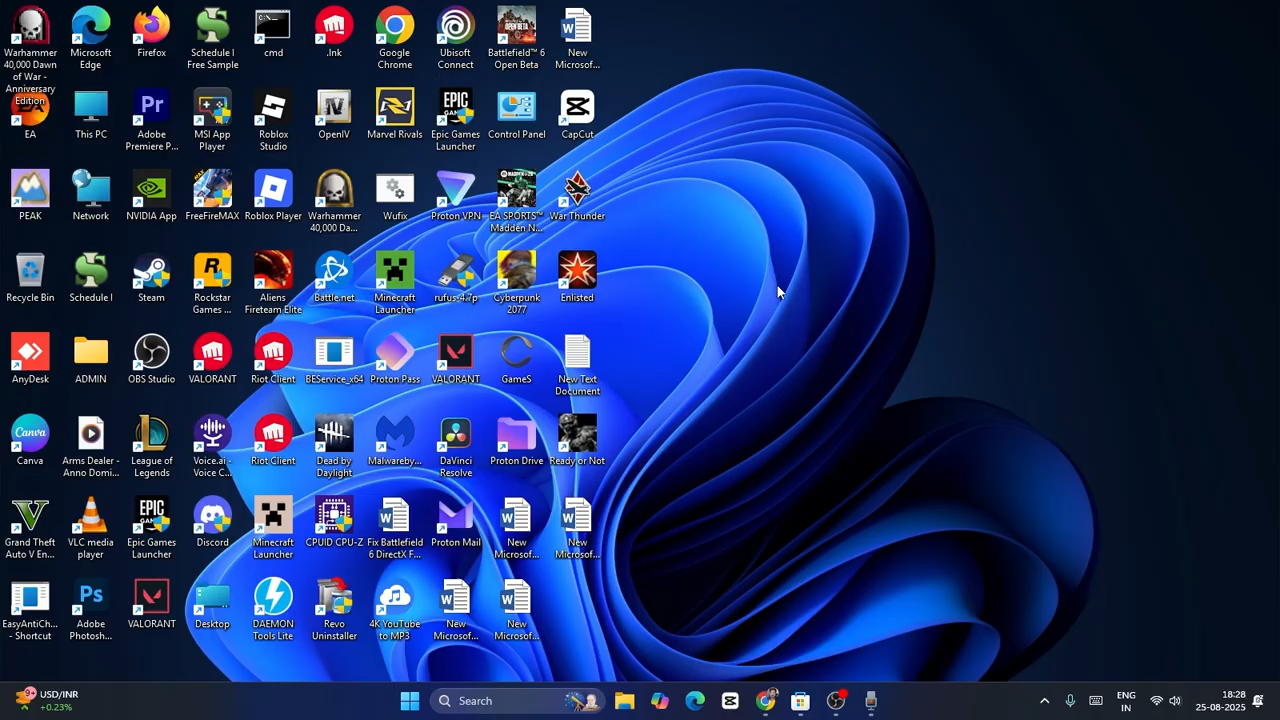 Warhammer
40,000 Dawn
of War -
Anniversary
Edition
Microsoft
Edge
Firefox
Schedule I
Free Sample
cmd
.lnk
Google
Chrome
Ubisoft
Connect
Battlefield™ 6
Open Beta
New
Microsof...
EA
This PC
Adobe
Premiere P...
MSI App
Player
Roblox
Studio
OpenIV
Marvel Rivals
Epic Games
Launcher
Control Panel
CapCut
PEAK
Network
NVIDIA App
FreeFireMAX
Roblox Player
Warhammer
40,000 Da...
Wufix
Proton VPN
EA SPORTS™
Madden N...
War Thunder
Recycle Bin
Schedule I
Steam
Rockstar
Games ...
Aliens
Fireteam Elite
Battle.net
Minecraft
Launcher
rufus-4.7p
Cyberpunk
2077
Enlisted
AnyDesk
ADMIN
OBS Studio
VALORANT
Riot Client
BEService_x64
Proton Pass
VALORANT
GameS
New Text
Document
Canva
Arms Dealer -
Anno Domi...
League of
Legends
Voice.ai -
Voice C...
Riot Client
Dead by
Daylight
Malwareby...
DaVinci
Resolve
Proton Drive
Ready or Not
Grand Theft
Auto V En...
VLC media
player
Epic Games
Launcher
Discord
Minecraft
Launcher
CPUID CPU-Z
Fix Battlefield
6 DirectX F...
Proton Mail
New
Microsof...
New
Microsof...
EasyAntiCh...
- Shortcut
Adobe
Photosh...
VALORANT
Desktop
DAEMON
Tools Lite
Revo
Uninstaller
4K YouTube
to MP3
New
Microsof...
New
Microsof...
USD/INR
+0.23%
Search
ENG
IN
18:28
25-08-2025